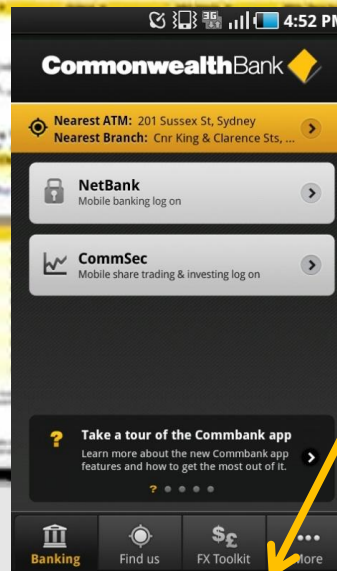 3G 4:52 PM
CommonwealthBank
Nearest ATM: 201 Sussex St, Sydney
Nearest Branch: Cnr King & Clarence Sts, ...
NetBank
Mobile banking log on
CommSec
Mobile share trading & investing log on
? Take a tour of the Commbank app
Learn more about the new Commbank app
features and how to get the most out of it.
?
Banking Find us $£ FX Toolkit More